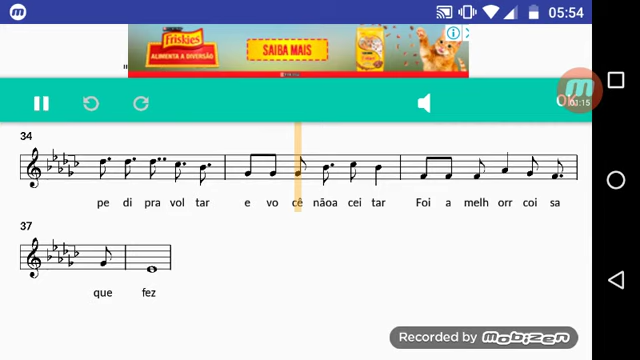 05:54
Friskies
ALIMENTA A DIVERSÃO
SAIBA MAIS
01:15
34
pe di pra vol tar e vo cê nãoa cei tar Foi a melh orr coi sa
37
que fez
Recorded by mobizen